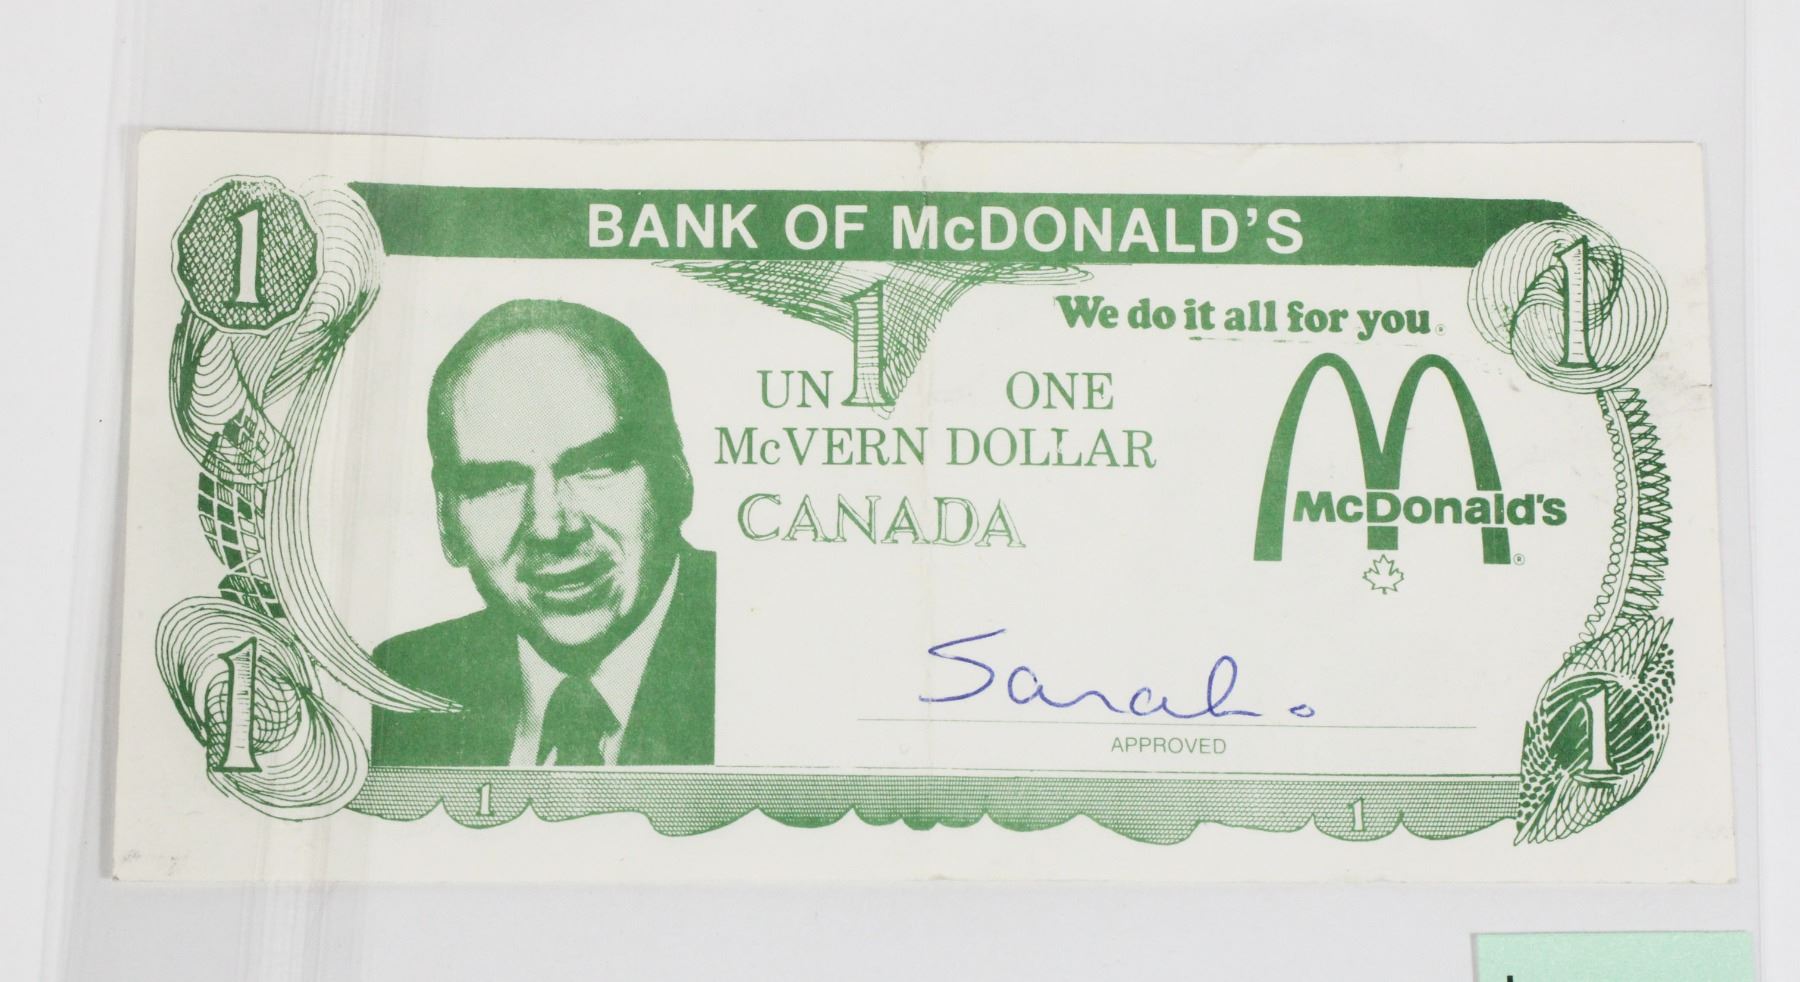 BANK OF McDONALD'S
1
1
1
We do it all for you.
UN ONE
McVERN DOLLAR
CANADA
McDonald's®
Sarah.
APPROVED
1
1
1
1